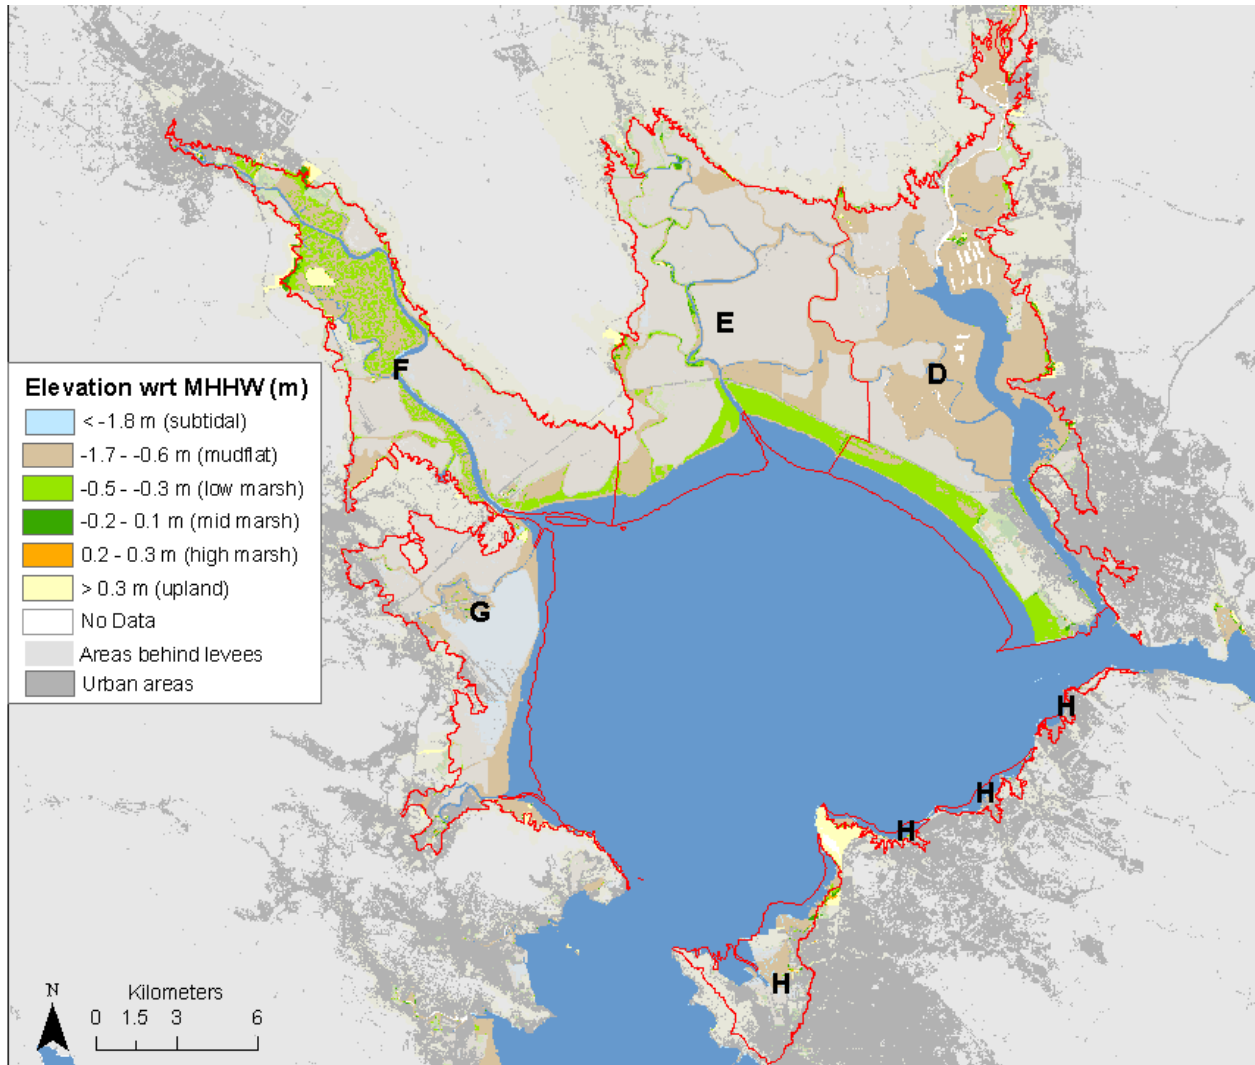 E
D
F
Elevation wrt MHHW (m)
< -1.8 m (subtidal)
-1.7 - -0.6 m (mudflat)
-0.5 - -0.3 m (low marsh)
-0.2 - 0.1 m (mid marsh)
0.2 - 0.3 m (high marsh)
> 0.3 m (upland)
No Data
Areas behind levees
Urban areas
G
H
H
H
H
N
Kilometers
0 1.5 3 6